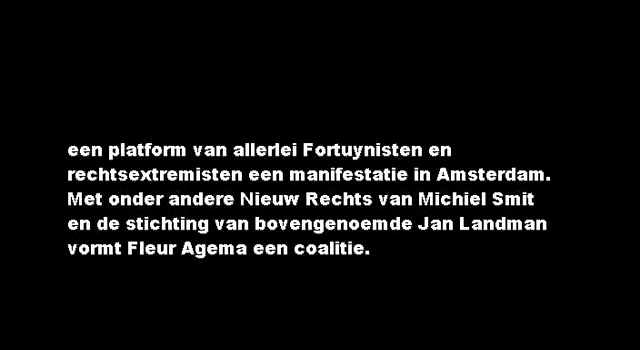 een platform van allerlei Fortuynisten en
rechtsextremisten een manifestatie in Amsterdam.
Met onder andere Nieuw Rechts van Michiel Smit
en de stichting van bovengenoemde Jan Landman
vormt Fleur Agema een coalitie.